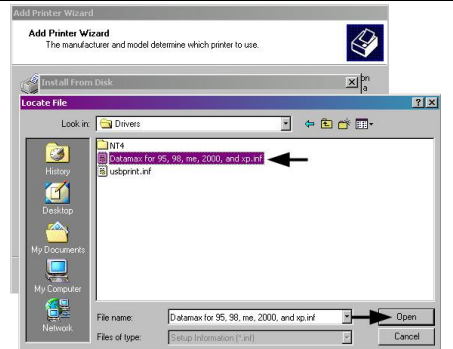 Add Printer Wizard
Add Printer Wizard
The manufacturer and model determine which printer to use.
Install From Disk
on
a
Locate File
Look in:
Drivers
NT4
Datamax for 95, 98, me, 2000, and xp.inf
usbprint.inf
History
Desktop
My Documents
My Computer
Network
File name:
Datamax for 95, 98, me, 2000, and xp.inf
Open
Files of type:
Setup Information (*.inf)
Cancel